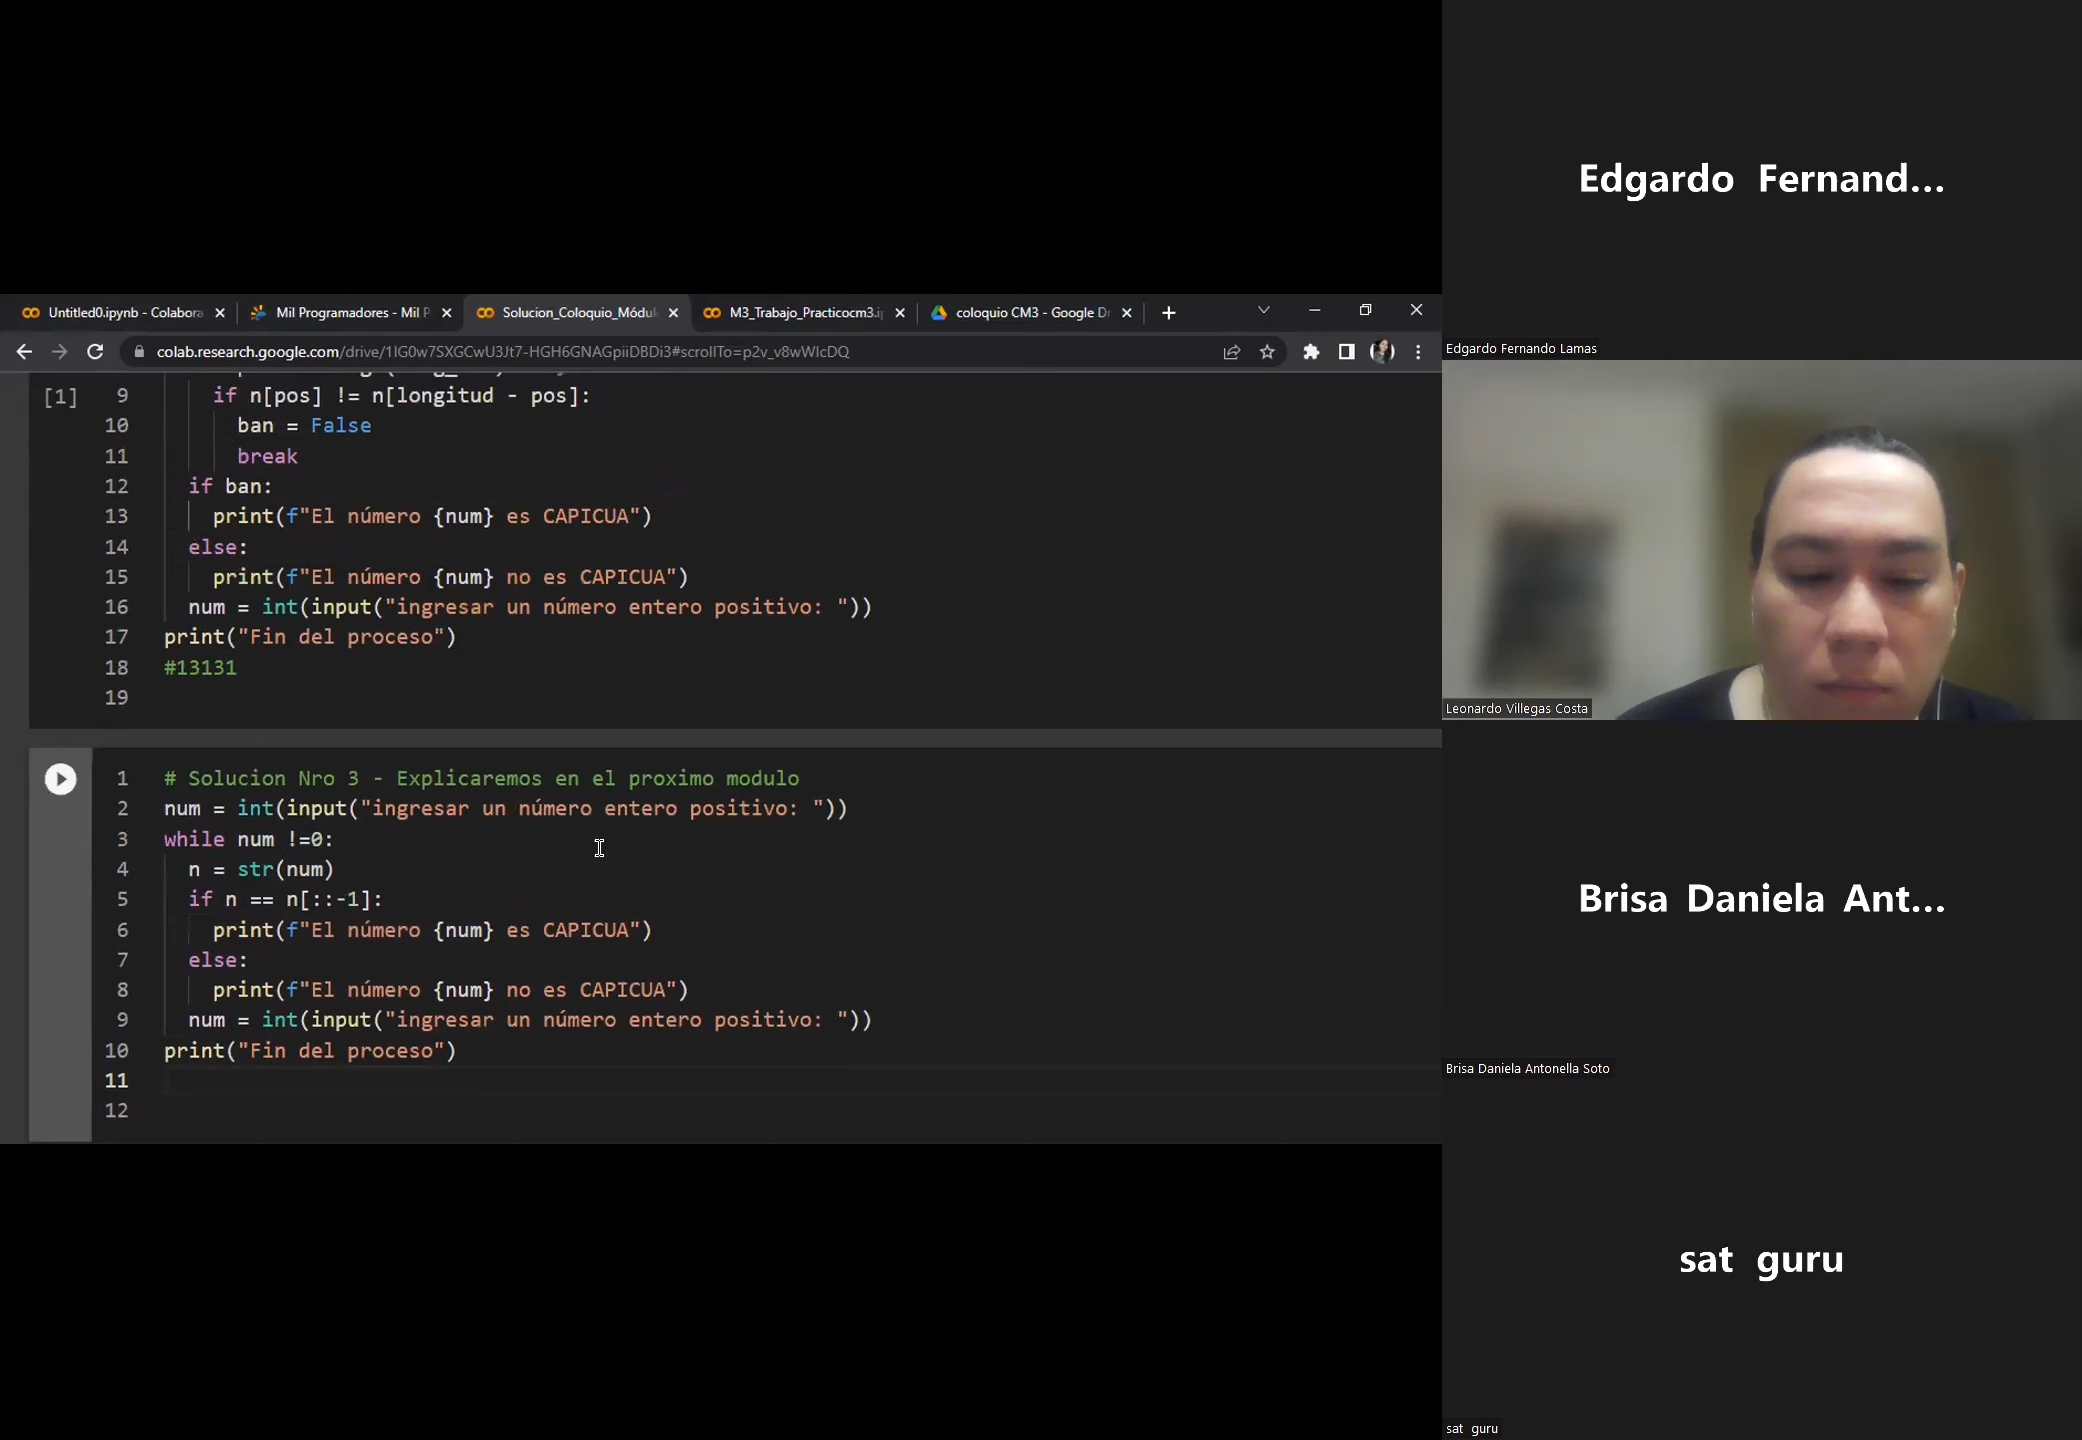 Untitled0.ipynb - Colabora
Mil Programadores - Mil P
Solucion_Coloquio_Módu
M3_Trabajo_Practicocm3.i
coloquio CM3 - Google D
colab.research.google.com/drive/1IG0w7SXGCwU3Jt7-HGH6GNAGpiiDBDi3#scrollTo=p2v_v8wWlcDQ
[1] 9 if n[pos] != n[longitud - pos]:
10 ban = False
11 break
12 if ban:
13 print(f"El número {num} es CAPICUA")
14 else:
15 print(f"El número {num} no es CAPICUA")
16 num = int(input("ingresar un número entero positivo: "))
17 print("Fin del proceso")
18 #13131
19
1 # Solucion Nro 3 - Explicaremos en el proximo modulo
2 num = int(input("ingresar un número entero positivo: "))
3 while num !=0:
4 n = str(num)
5 if n == n[::-1]:
6 print(f"El número {num} es CAPICUA")
7 else:
8 print(f"El número {num} no es CAPICUA")
9 num = int(input("ingresar un número entero positivo: "))
10 print("Fin del proceso")
11
12
Edgardo Fernand...
Edgardo Fernando Lamas
Leonardo Villegas Costa
Brisa Daniela Ant...
Brisa Daniela Antonella Soto
sat guru
sat guru